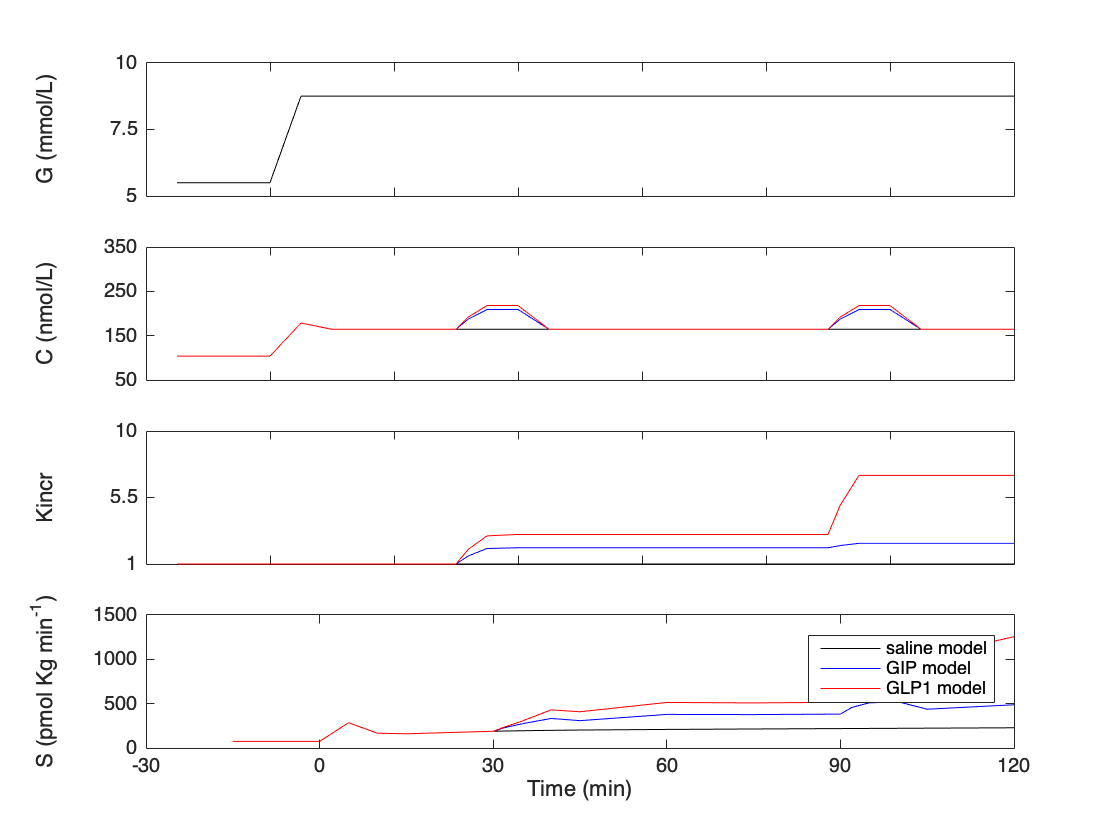 G (mmol/L)
10
7.5
5
C (nmol/L)
350
250
150
50
Kincr
10
5.5
1
S (pmol Kg min⁻¹)
1500
1000
500
0
saline model
GIP model
GLP1 model
-30 0 30 60 90 120
Time (min)